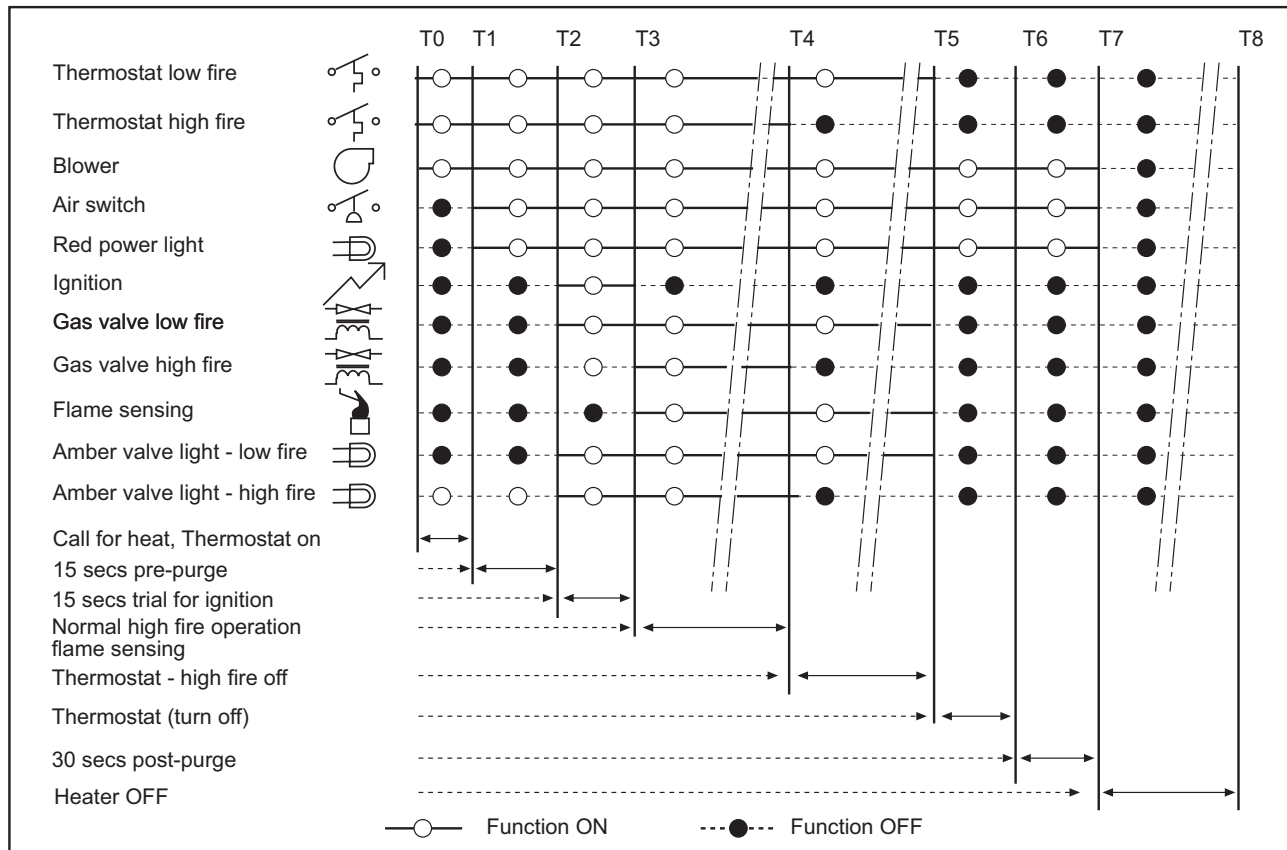 T0 T1 T2 T3 T4 T5 T6 T7 T8
Thermostat low fire
Thermostat high fire
Blower
Air switch
Red power light
Ignition
Gas valve low fire
Gas valve high fire
Flame sensing
Amber valve light - low fire
Amber valve light - high fire
Call for heat, Thermostat on
15 secs pre-purge
15 secs trial for ignition
Normal high fire operation
flame sensing
Thermostat - high fire off
Thermostat (turn off)
30 secs post-purge
Heater OFF
Function ON Function OFF